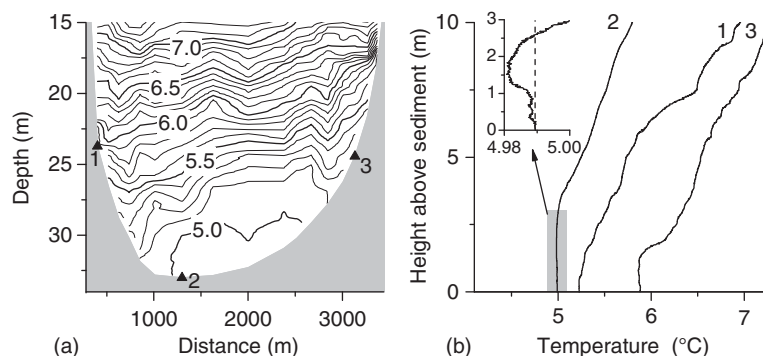 15
20
25
30
Depth (m)
7.0
6.5
6.0
5.5
5.0
1
2
3
1000 2000 3000
(a) Distance (m)
10
5
0
Height above sediment (m)
3
2
1
0
4.98 5.00
2 1 3
5 6 7
(b) Temperature (°C)